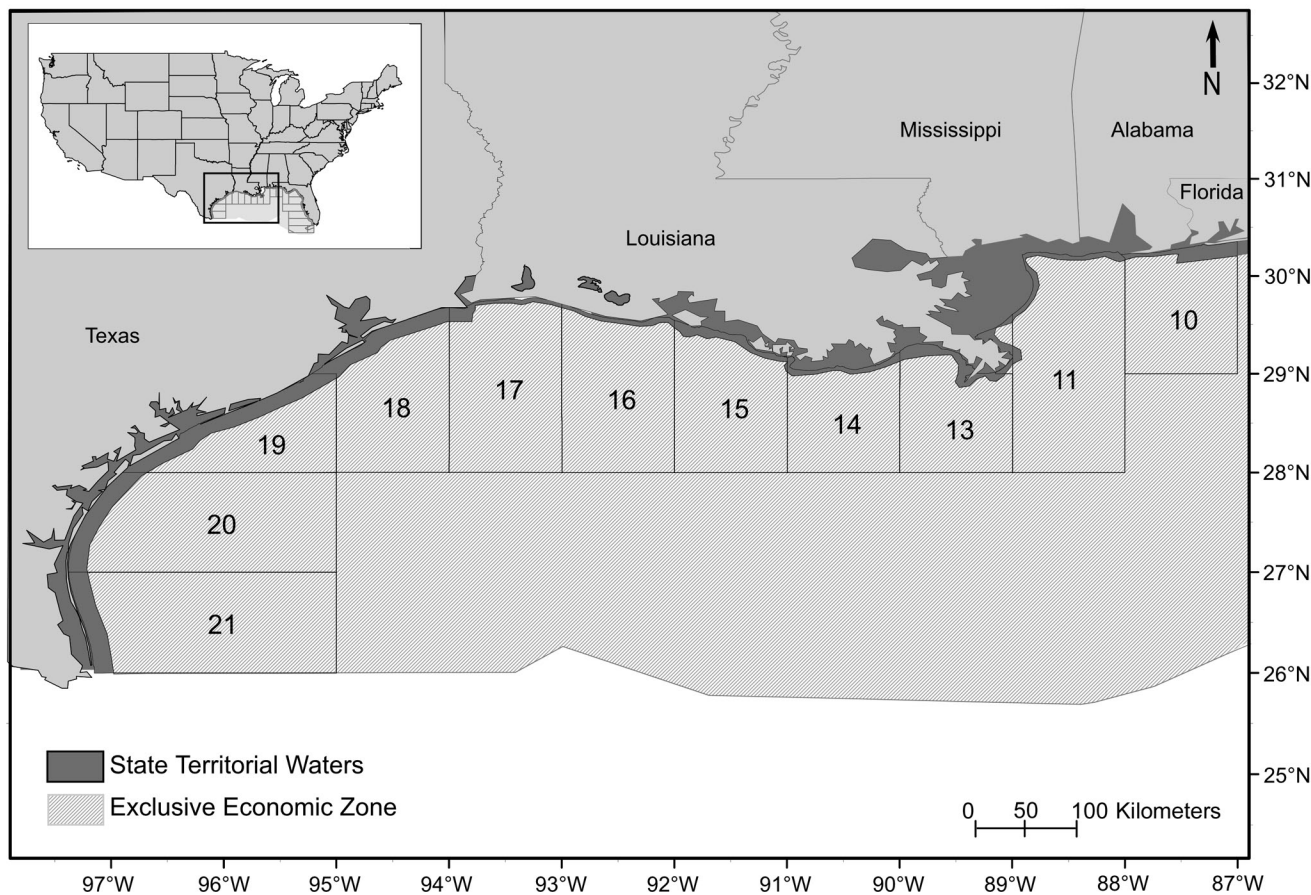 N
32°N
Mississippi
Alabama
31°N
Florida
Louisiana
30°N
Texas
10
29°N
11
17
18
16
15
14
13
19
28°N
20
27°N
21
26°N
State Territorial Waters
25°N
Exclusive Economic Zone
0 50 100 Kilometers
97°W 96°W 95°W 94°W 93°W 92°W 91°W 90°W 89°W 88°W 87°W